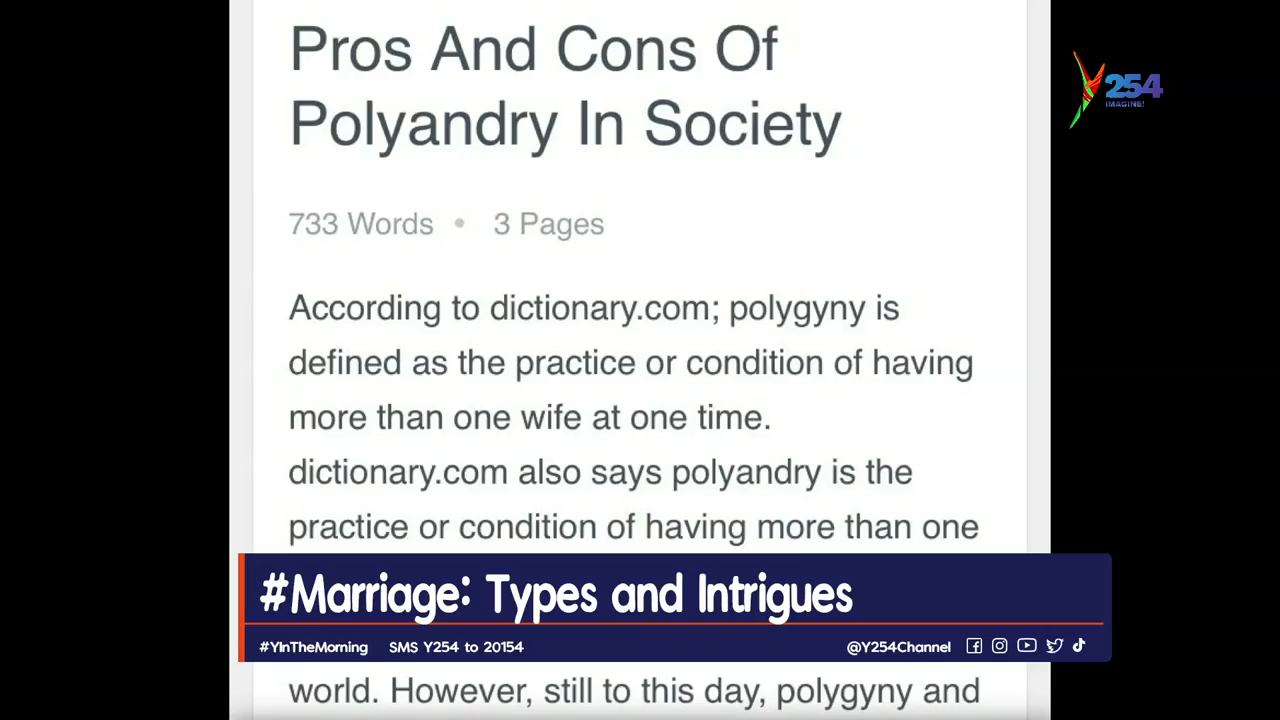 Pros And Cons Of
Polyandry In Society
Y254
IMAGINE!
733 Words • 3 Pages
According to dictionary.com; polygyny is
defined as the practice or condition of having
more than one wife at one time.
dictionary.com also says polyandry is the
practice or condition of having more than one
#Marriage: Types and Intrigues
#YInTheMorning SMS Y254 to 20154 @Y254Channel
world. However, still to this day, polygyny and